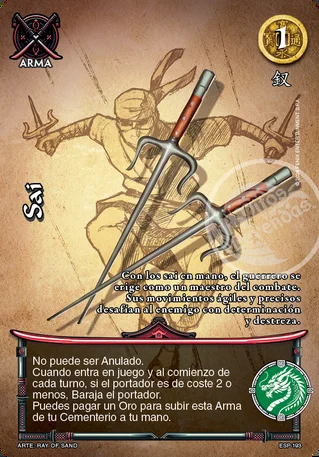 ARMA
1
釵
Sai
Con los sai en mano, el guerrero se
erige como un maestro del combate.
Sus movimientos ágiles y precisos
desafían al enemigo con determinación
y destreza.
No puede ser Anulado.
Cuando entra en juego y al comienzo de
cada turno, si el portador es de coste 2 o
menos, Baraja el portador.
Puedes pagar un Oro para subir esta Arma
de tu Cementerio a tu mano.
ARTE: RAY OF SAND
ESP-193